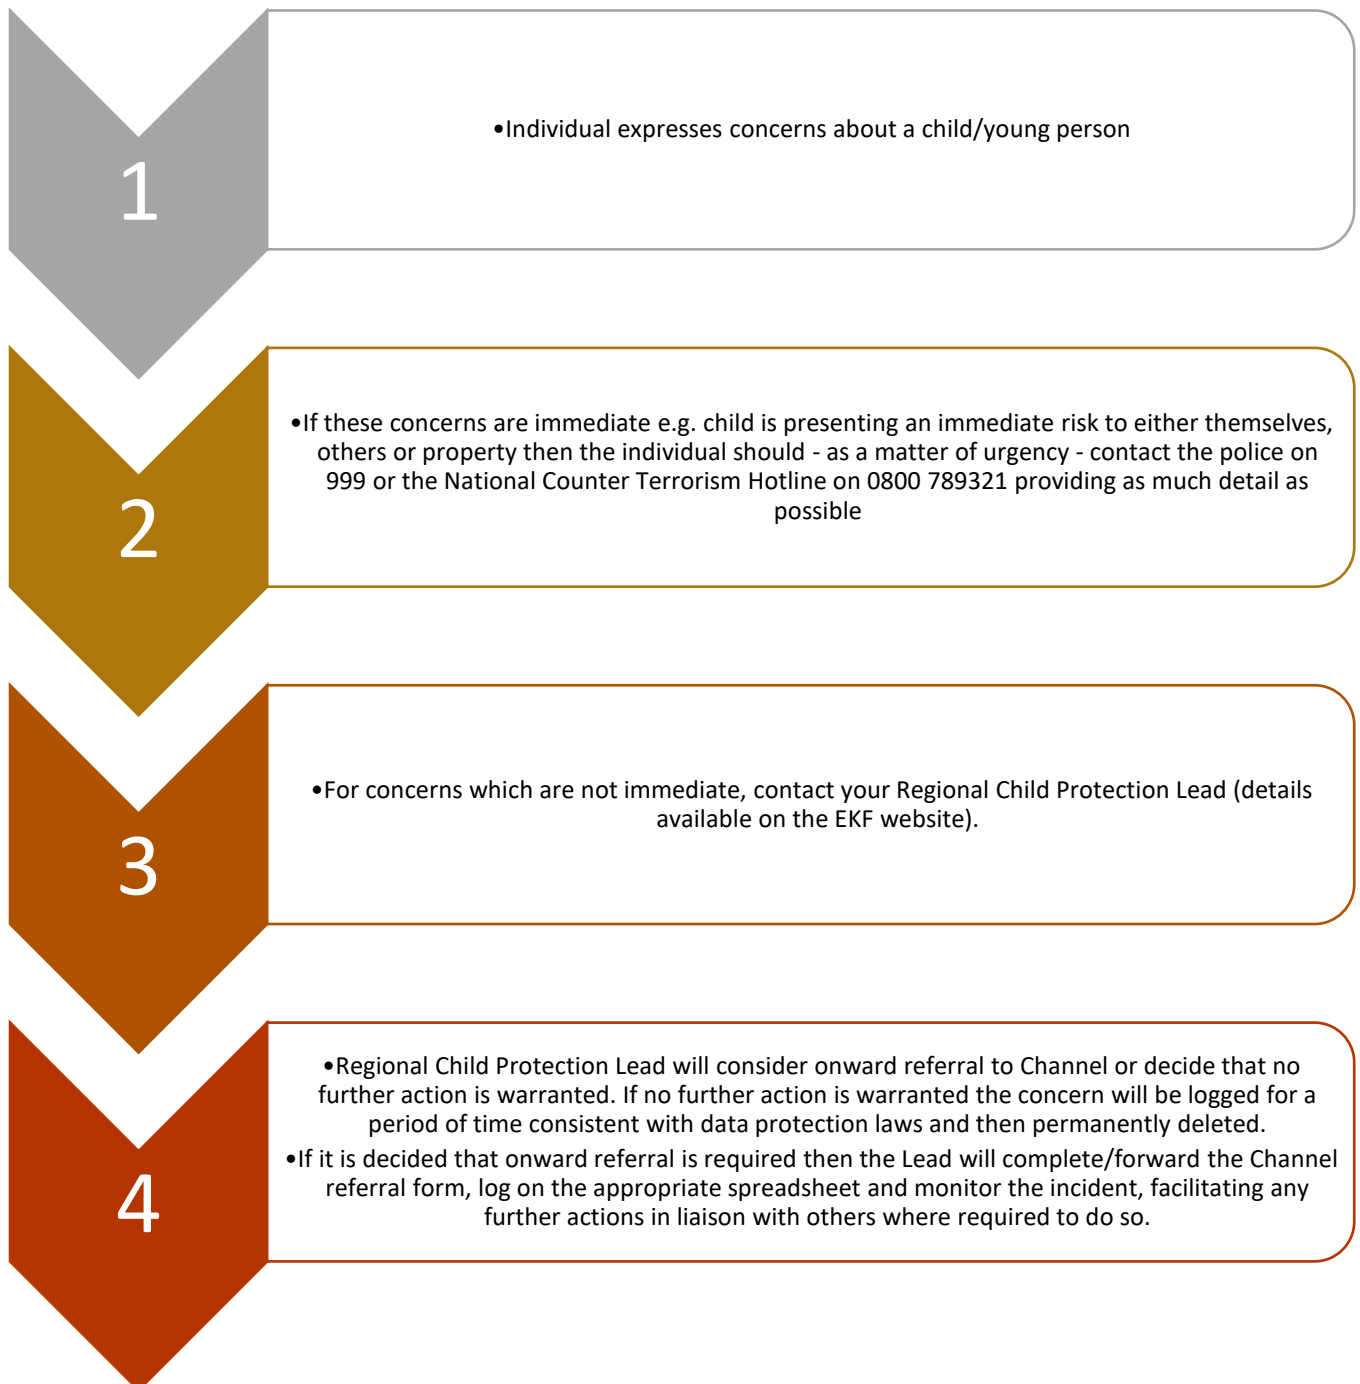 1
•Individual expresses concerns about a child/young person
2
•If these concerns are immediate e.g. child is presenting an immediate risk to either themselves,
others or property then the individual should - as a matter of urgency - contact the police on
999 or the National Counter Terrorism Hotline on 0800 789321 providing as much detail as
possible
3
•For concerns which are not immediate, contact your Regional Child Protection Lead (details
available on the EKF website).
4
•Regional Child Protection Lead will consider onward referral to Channel or decide that no
further action is warranted. If no further action is warranted the concern will be logged for a
period of time consistent with data protection laws and then permanently deleted.
•If it is decided that onward referral is required then the Lead will complete/forward the Channel
referral form, log on the appropriate spreadsheet and monitor the incident, facilitating any
further actions in liaison with others where required to do so.